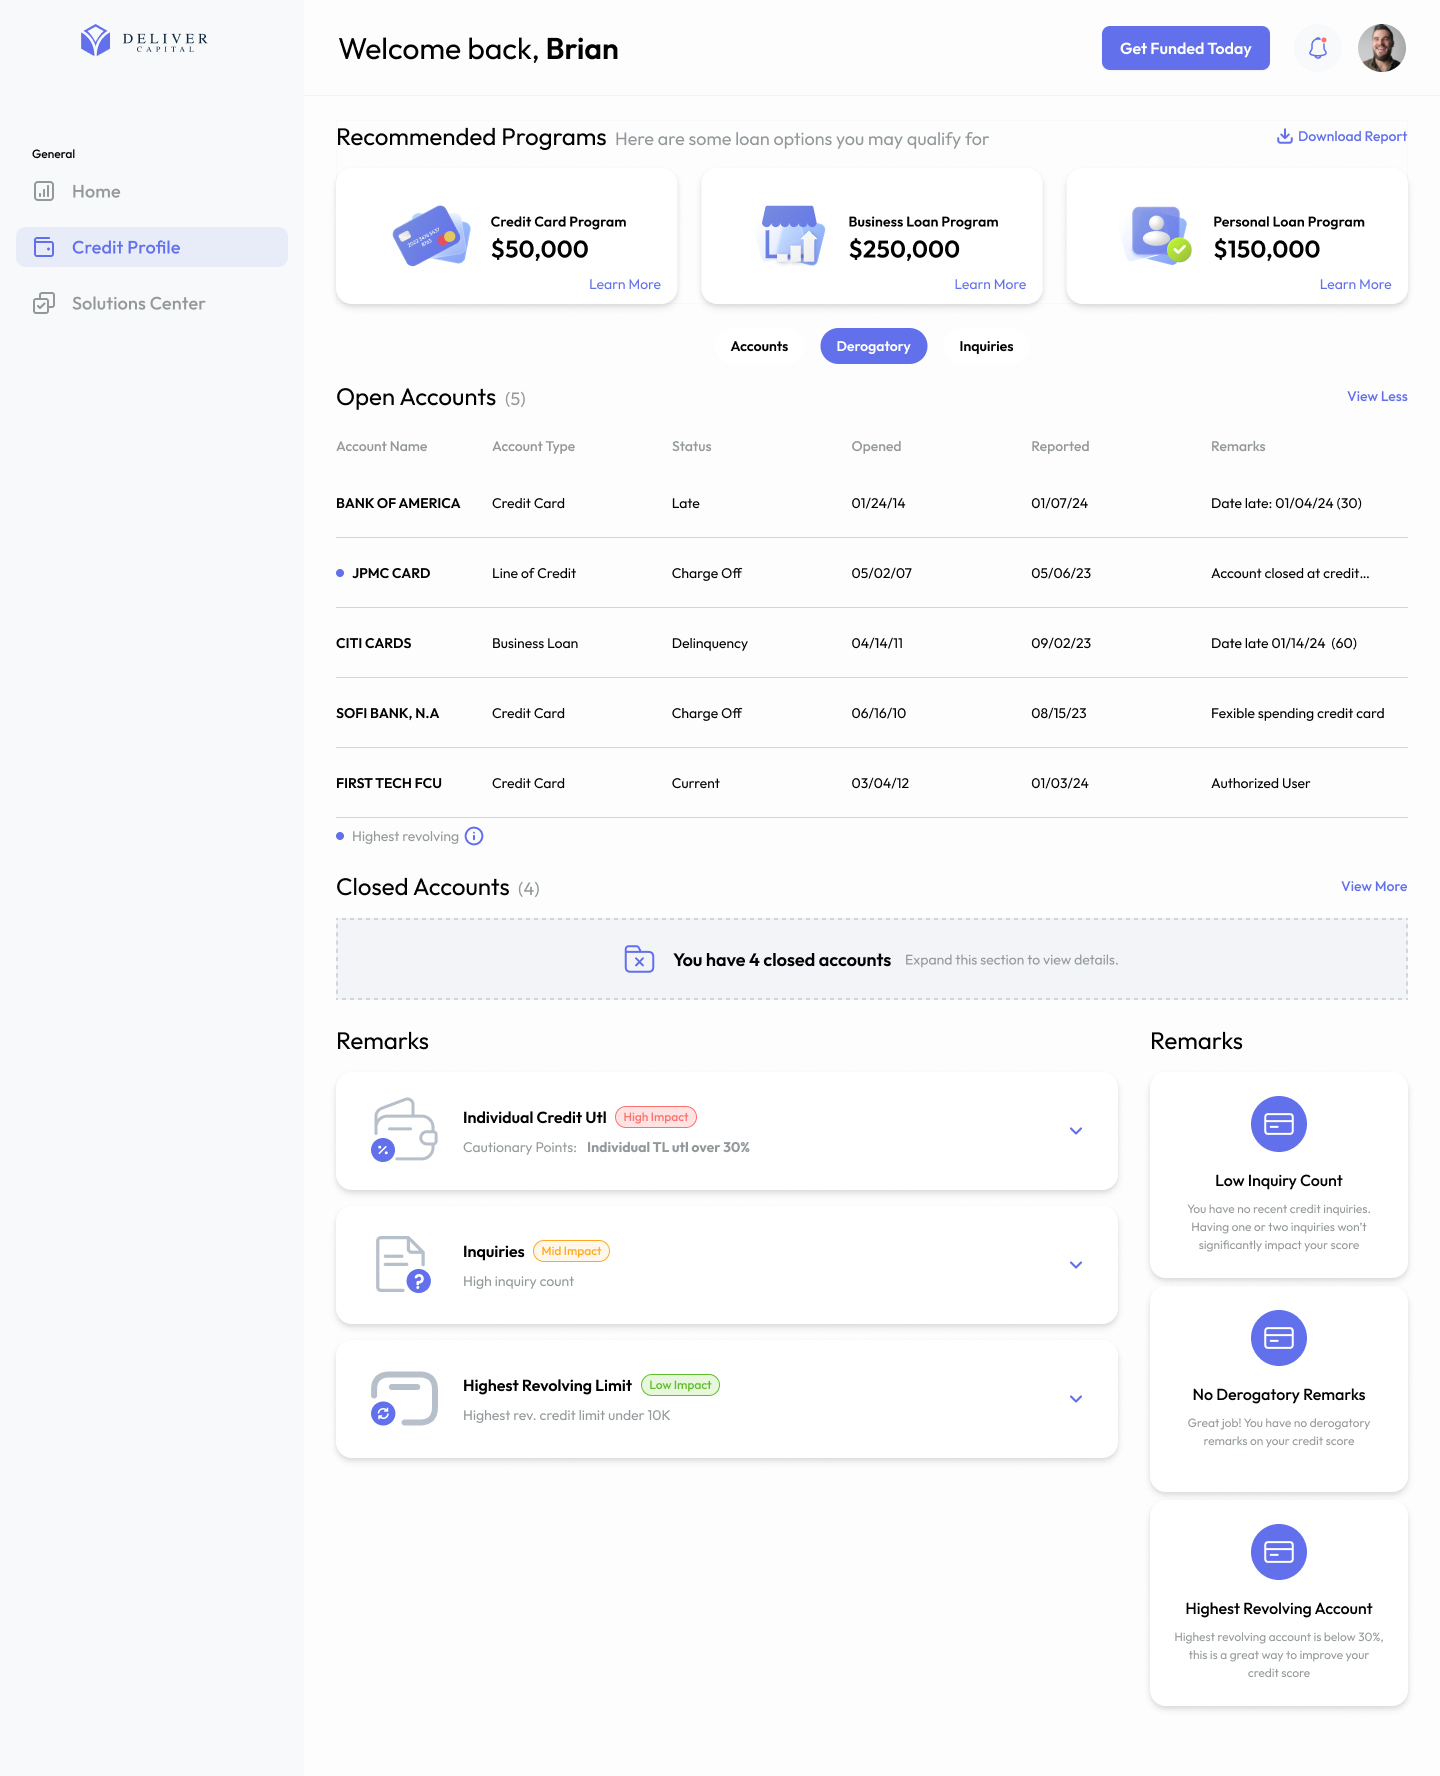 DELIVER
CAPITAL
General
Home
Credit Profile
Solutions Center
Welcome back, Brian
Get Funded Today
Recommended Programs Here are some loan options you may qualify for
Download Report
Credit Card Program
$50,000
Learn More
Business Loan Program
$250,000
Learn More
Personal Loan Program
$150,000
Learn More
Accounts Derogatory Inquiries
Open Accounts (5) View Less
Account Name Account Type Status Opened Reported Remarks
BANK OF AMERICA Credit Card Late 01/24/14 01/07/24 Date late: 01/04/24 (30)
JPMC CARD Line of Credit Charge Off 05/02/07 05/06/23 Account closed at credit...
CITI CARDS Business Loan Delinquency 04/14/11 09/02/23 Date late 01/14/24 (60)
SOFI BANK, N.A Credit Card Charge Off 06/16/10 08/15/23 Fexible spending credit card
FIRST TECH FCU Credit Card Current 03/04/12 01/03/24 Authorized User
Highest revolving
Closed Accounts (4) View More
You have 4 closed accounts Expand this section to view details.
Remarks
Individual Credit Utl High Impact
Cautionary Points: Individual TL utl over 30%
Inquiries Mid Impact
High inquiry count
Highest Revolving Limit Low Impact
Highest rev. credit limit under 10K
Remarks
Low Inquiry Count
You have no recent credit inquiries.
Having one or two inquiries won't
significantly impact your score
No Derogatory Remarks
Great job! You have no derogatory
remarks on your credit score
Highest Revolving Account
Highest revolving account is below 30%,
this is a great way to improve your
credit score